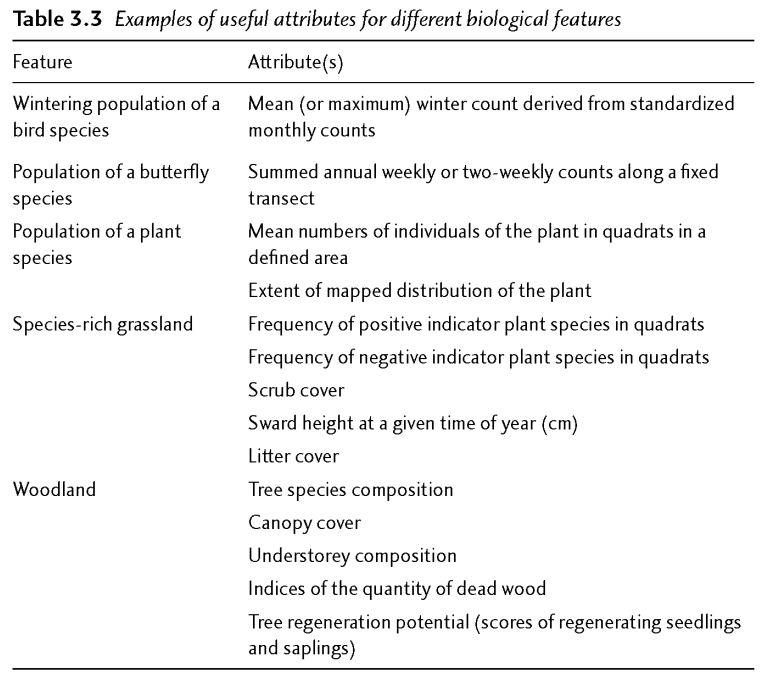 Table 3.3 Examples of useful attributes for different biological features
Feature Attribute(s)
Wintering population of a Mean (or maximum) winter count derived from standardized
bird species monthly counts
Population of a butterfly Summed annual weekly or two-weekly counts along a fixed
species transect
Population of a plant Mean numbers of individuals of the plant in quadrats in a
species defined area
Extent of mapped distribution of the plant
Species-rich grassland Frequency of positive indicator plant species in quadrats
Frequency of negative indicator plant species in quadrats
Scrub cover
Sward height at a given time of year (cm)
Litter cover
Woodland Tree species composition
Canopy cover
Understorey composition
Indices of the quantity of dead wood
Tree regeneration potential (scores of regenerating seedlings
and saplings)